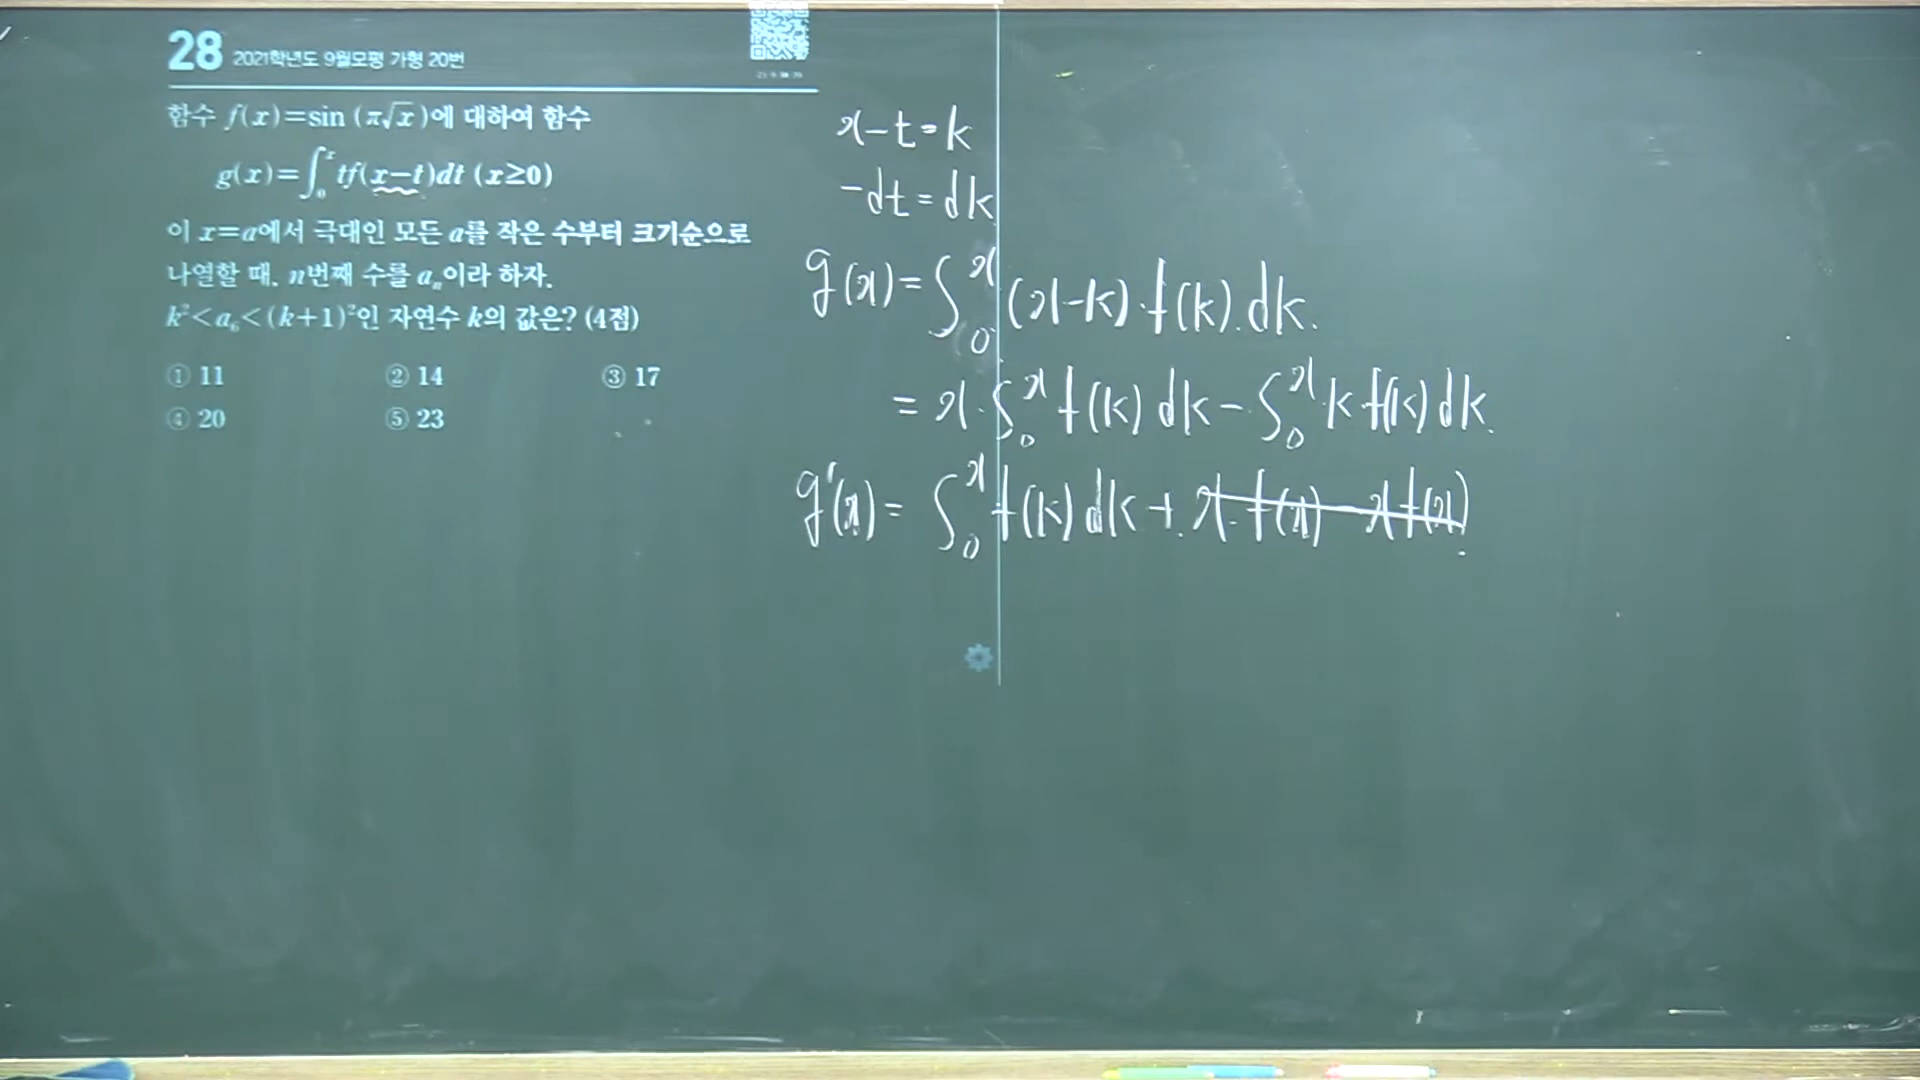 28 2021학년도 9월모평 가형 20번
함수 f(x)=sin (π√x)에 대하여 함수
g(x)=∫₀ˣ tf(x−t)dt (x≥0)
이 x=a에서 극대인 모든 a를 작은 수부터 크기순으로
나열할 때, n번째 수를 aₙ이라 하자.
k²<a₆<(k+1)²인 자연수 k의 값은? (4점)
① 11 ② 14 ③ 17
④ 20 ⑤ 23
x−t=k
−dt=dk
g(x)=∫₀ˣ (x−k)·f(k).dk.
=x·∫₀ˣ f(k) dk−∫₀ˣ k f(k) dk.
g′(x)=∫₀ˣ f(k) dk+x·f(x)−xf(x)